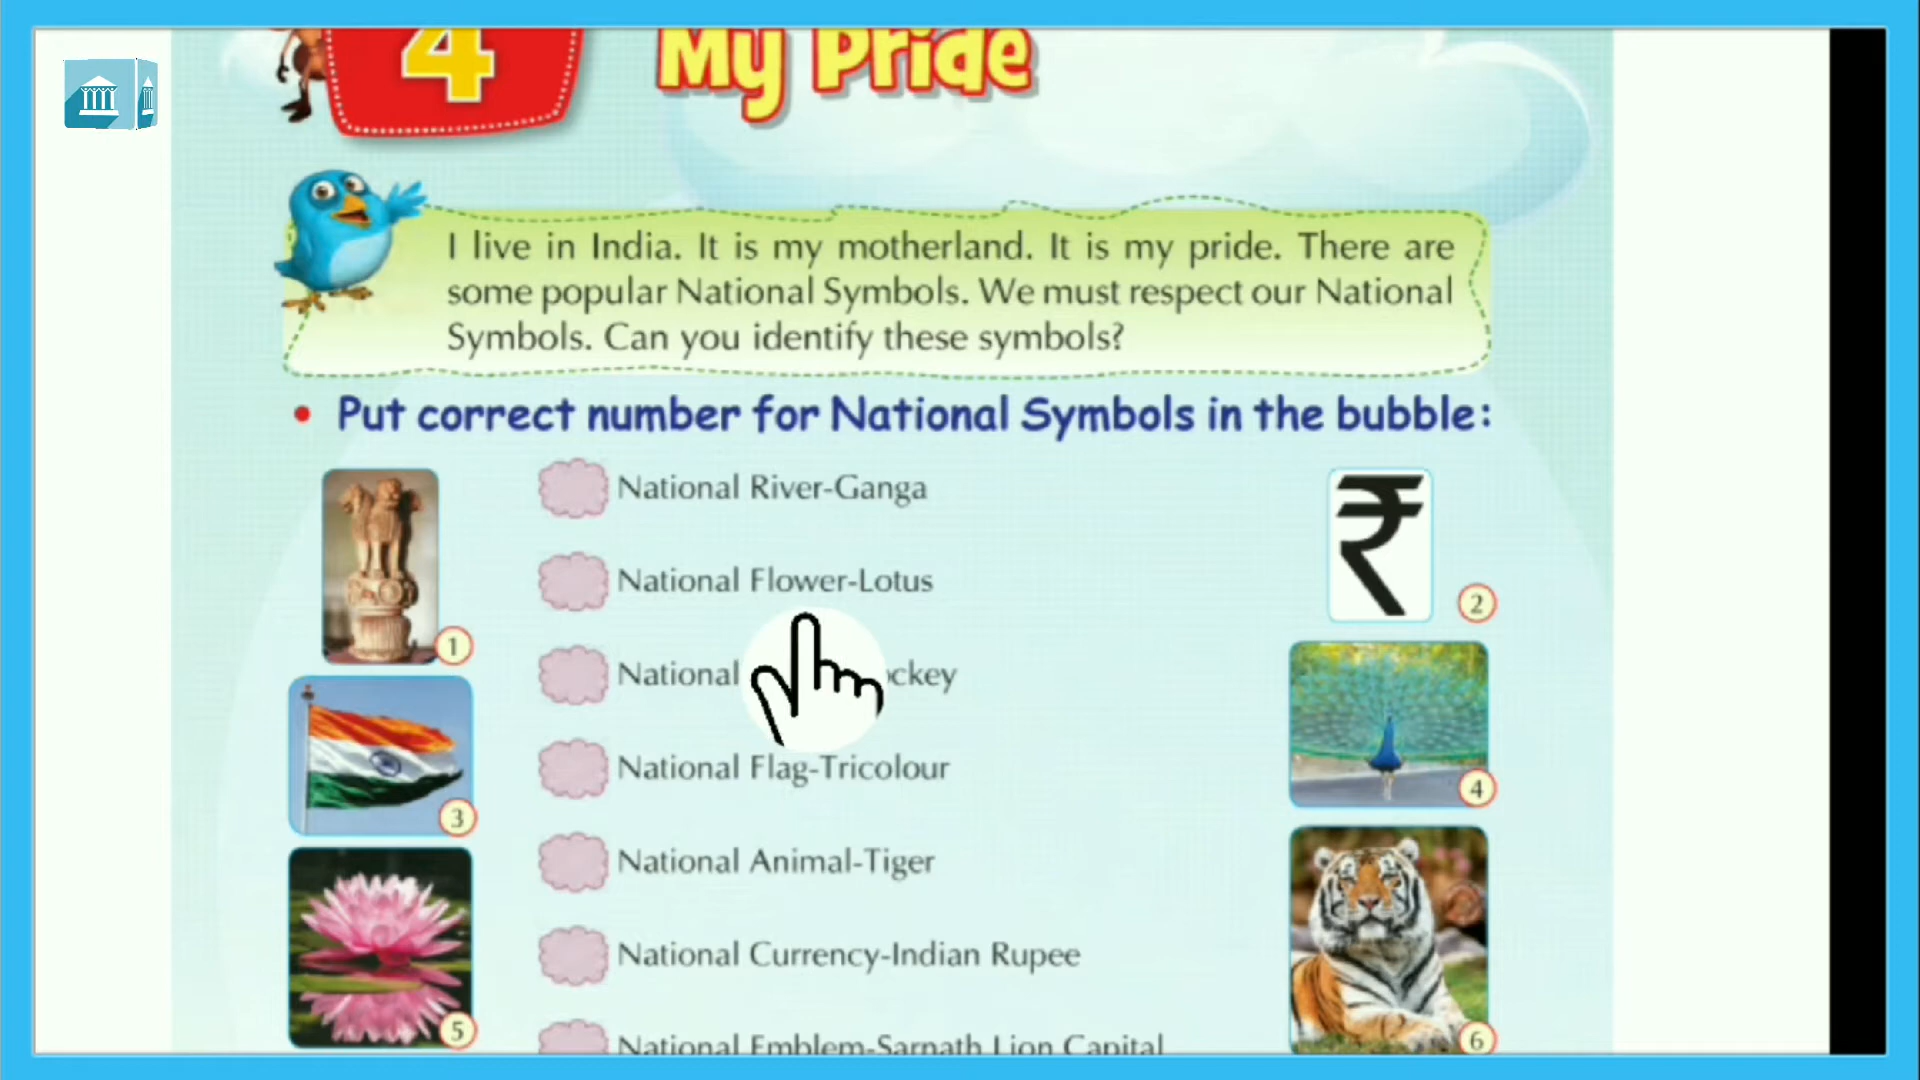 4
My Pride
I live in India. It is my motherland. It is my pride. There are
some popular National Symbols. We must respect our National
Symbols. Can you identify these symbols?
• Put correct number for National Symbols in the bubble:
National River-Ganga
National Flower-Lotus
National ckey
National Flag-Tricolour
National Animal-Tiger
National Currency-Indian Rupee
National Emblem-Sarnath Lion Capital
₹
1
2
3
4
5
6